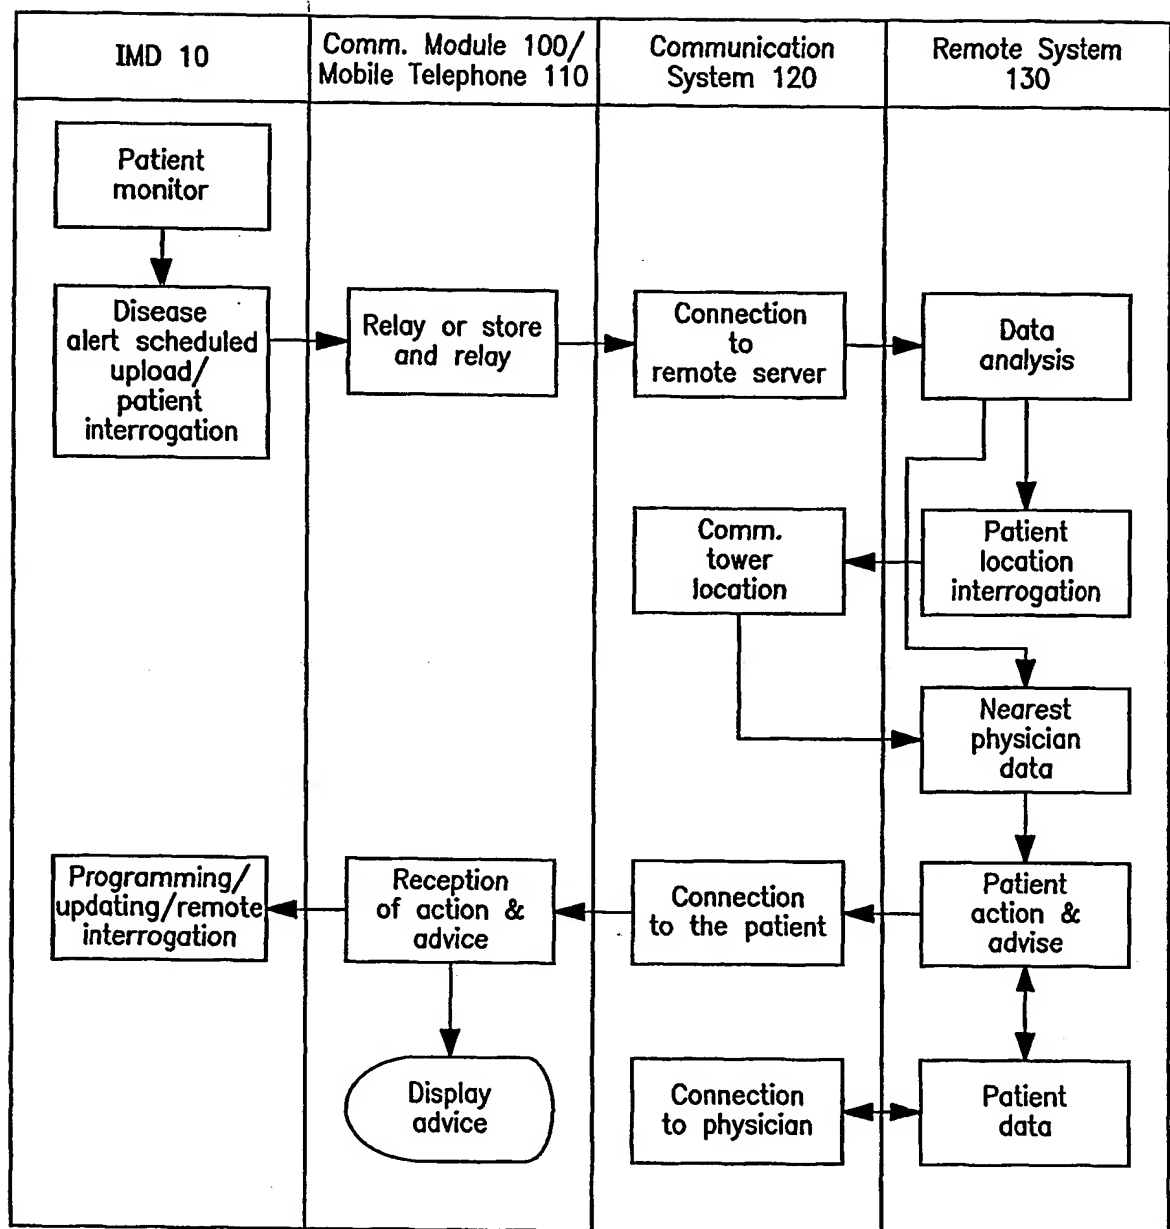 IMD 10
Comm. Module 100/
Mobile Telephone 110
Communication
System 120
Remote System
130
Patient
monitor
Disease
alert scheduled
upload/
patient
interrogation
Relay or store
and relay
Connection
to
remote server
Data
analysis
Comm.
tower
location
Patient
location
interrogation
Nearest
physician
data
Programming/
updating/remote
interrogation
Reception
of action &
advice
Connection
to the patient
Patient
action &
advise
Display
advice
Connection
to physician
Patient
data